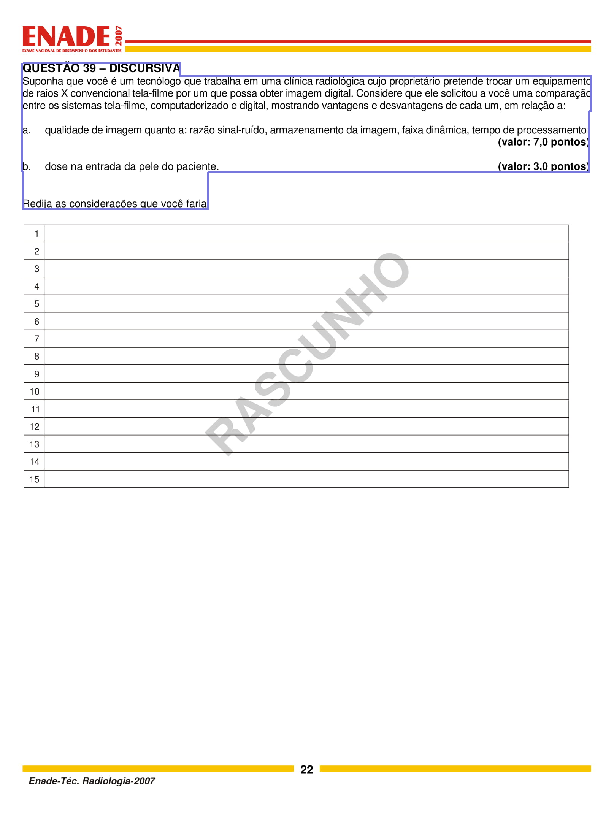 ENADE 2007
EXAME NACIONAL DE DESEMPENHO DOS ESTUDANTES
QUESTÃO 39 – DISCURSIVA
Suponha que você é um tecnólogo que trabalha em uma clínica radiológica cujo proprietário pretende trocar um equipamento
de raios X convencional tela-filme por um que possa obter imagem digital. Considere que ele solicitou a você uma comparação
entre os sistemas tela-filme, computadorizado e digital, mostrando vantagens e desvantagens de cada um, em relação a:
a. qualidade de imagem quanto a: razão sinal-ruído, armazenamento da imagem, faixa dinâmica, tempo de processamento.
(valor: 7,0 pontos)
b. dose na entrada da pele do paciente. (valor: 3,0 pontos)
Redija as considerações que você faria.
1
2
3
4
5
6
7
8
9
10
11
12
13
14
15
RASCUNHO
22
Enade-Téc. Radiologia-2007